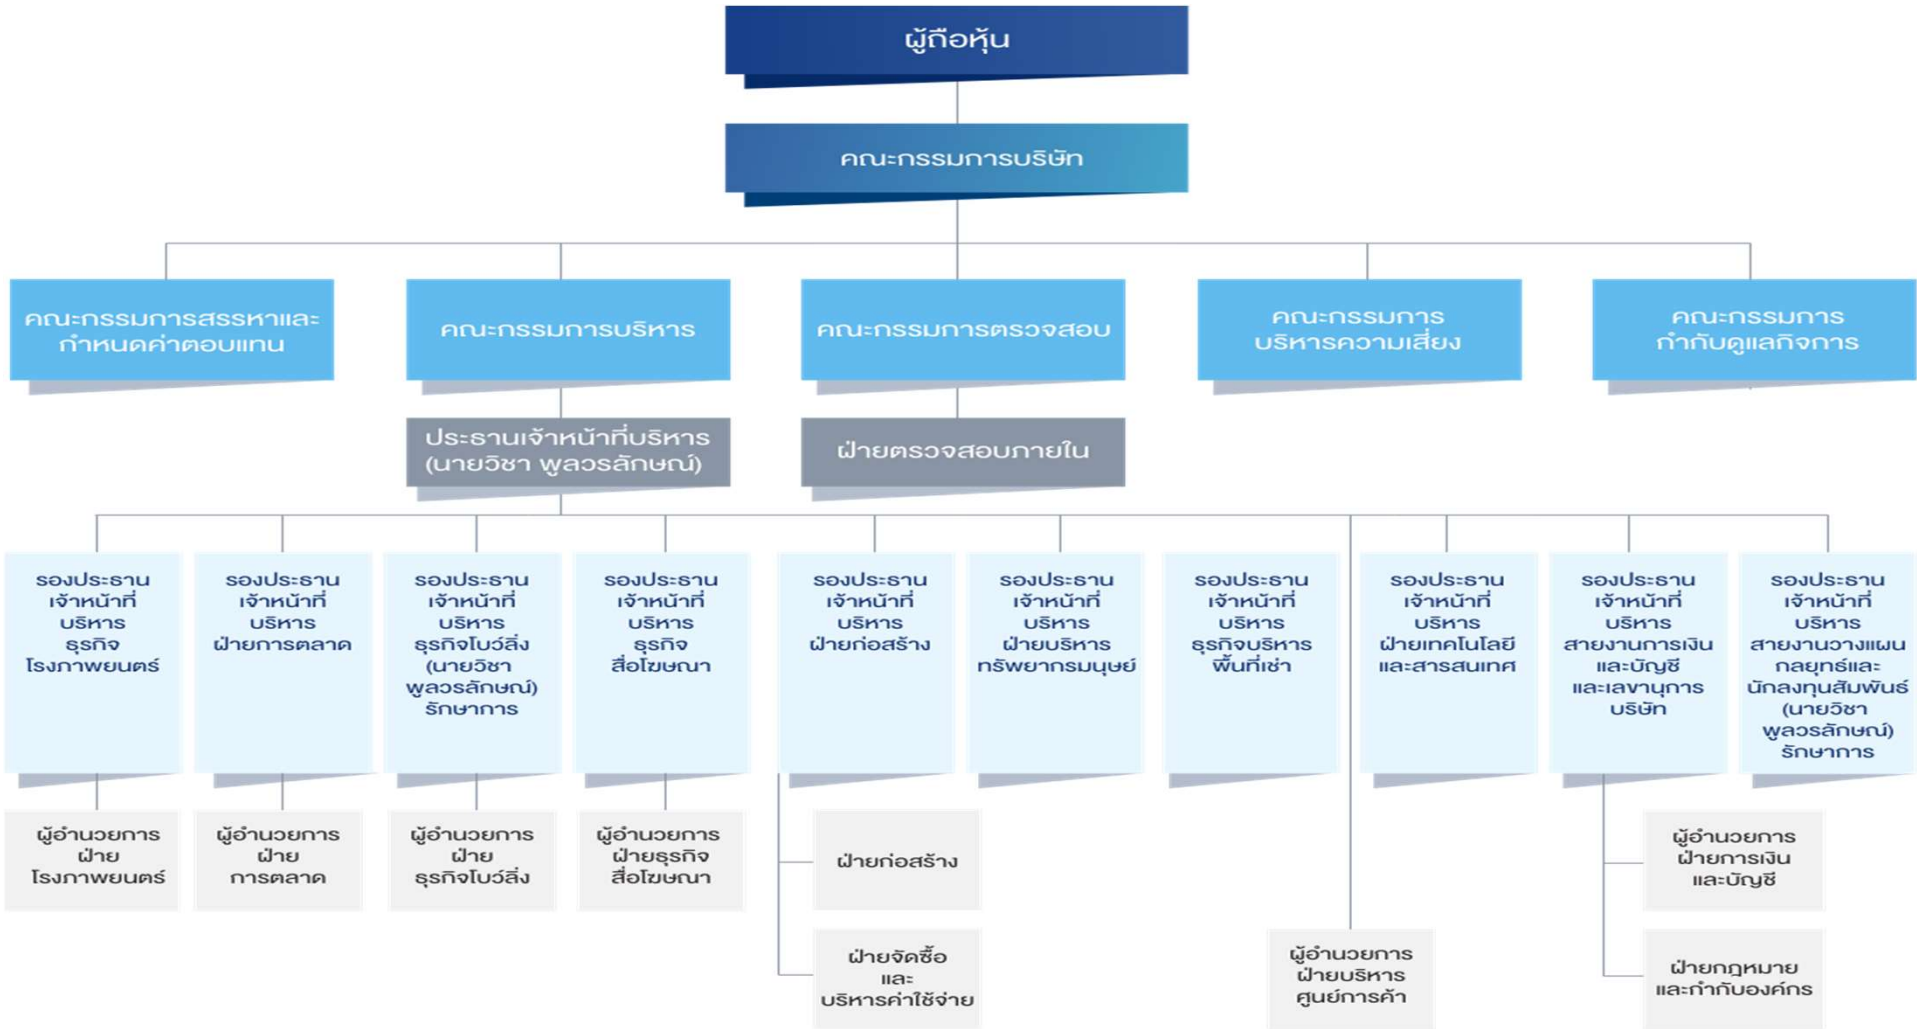 ผู้ถือหุ้น
คณะกรรมการบริษัท
คณะกรรมการสรรหาและ
กำหนดค่าตอบแทน
คณะกรรมการบริหาร
คณะกรรมการตรวจสอบ
คณะกรรมการ
บริหารความเสี่ยง
คณะกรรมการ
กำกับดูแลกิจการ
ประธานเจ้าหน้าที่บริหาร
(นายวิชา พูลวรลักษณ์)
ฝ่ายตรวจสอบภายใน
รองประธาน
เจ้าหน้าที่
บริหาร
ธุรกิจ
โรงภาพยนตร์
รองประธาน
เจ้าหน้าที่
บริหาร
ฝ่ายการตลาด
รองประธาน
เจ้าหน้าที่
บริหาร
ธุรกิจโบว์ลิ่ง
(นายวิชา
พูลวรลักษณ์)
รักษาการ
รองประธาน
เจ้าหน้าที่
บริหาร
ธุรกิจ
สื่อโฆษณา
รองประธาน
เจ้าหน้าที่
บริหาร
ฝ่ายก่อสร้าง
รองประธาน
เจ้าหน้าที่
บริหาร
ฝ่ายบริหาร
ทรัพยากรมนุษย์
รองประธาน
เจ้าหน้าที่
บริหาร
ธุรกิจบริหาร
พื้นที่เช่า
รองประธาน
เจ้าหน้าที่
บริหาร
ฝ่ายเทคโนโลยี
และสารสนเทศ
รองประธาน
เจ้าหน้าที่
บริหาร
สายงานการเงิน
และบัญชี
และเลขานุการ
บริษัท
รองประธาน
เจ้าหน้าที่
บริหาร
สายงานวางแผน
กลยุทธ์และ
นักลงทุนสัมพันธ์
(นายวิชา
พูลวรลักษณ์)
รักษาการ
ผู้อำนวยการ
ฝ่าย
โรงภาพยนตร์
ผู้อำนวยการ
ฝ่าย
การตลาด
ผู้อำนวยการ
ฝ่าย
ธุรกิจโบว์ลิ่ง
ผู้อำนวยการ
ฝ่ายธุรกิจ
สื่อโฆษณา
ฝ่ายก่อสร้าง
ผู้อำนวยการ
ฝ่ายการเงิน
และบัญชี
ฝ่ายจัดซื้อ
และ
บริหารค่าใช้จ่าย
ผู้อำนวยการ
ฝ่ายบริหาร
ศูนย์การค้า
ฝ่ายกฎหมาย
และกำกับองค์กร